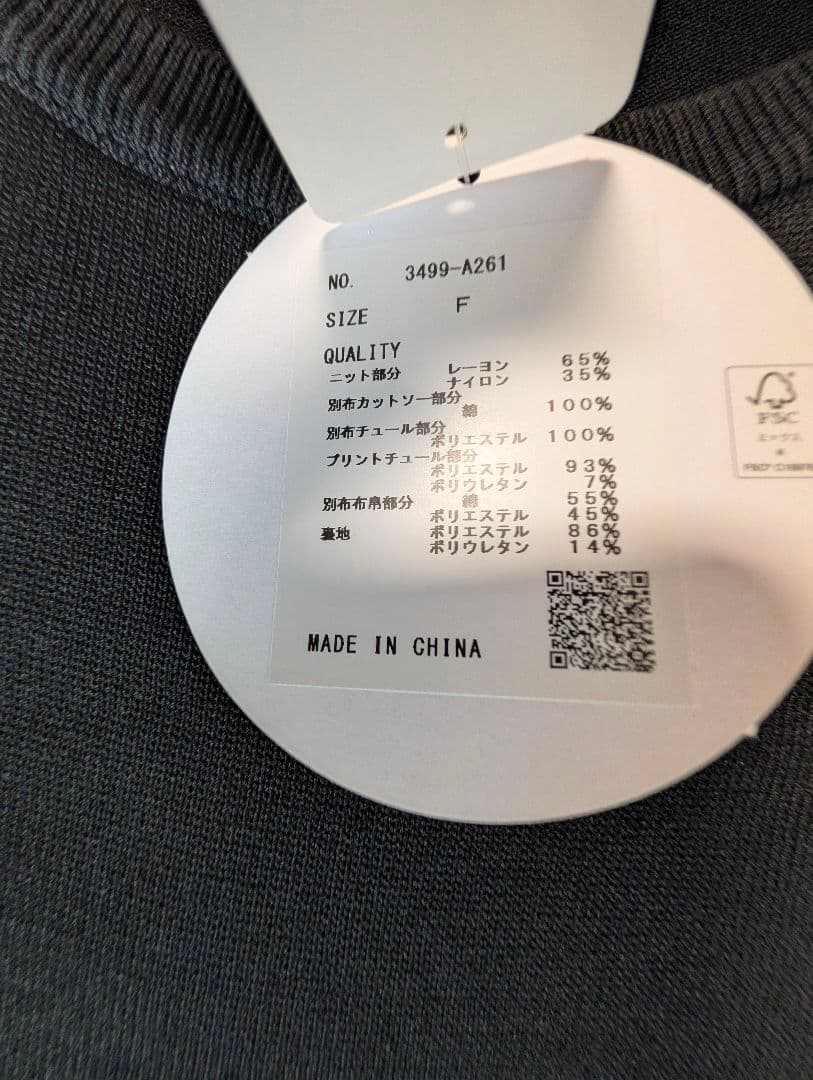 NO. 3499-A261
SIZE F
QUALITY
ニット部分 レーヨン 65%
ナイロン 35%
別布カットソー部分
綿 100%
別布チュール部分
ポリエステル 100%
プリントチュール部分
ポリエステル 93%
ポリウレタン 7%
別布布帛部分 綿 55%
ポリエステル 45%
裏地 ポリエステル 86%
ポリウレタン 14%
MADE IN CHINA
FSC
ミックス